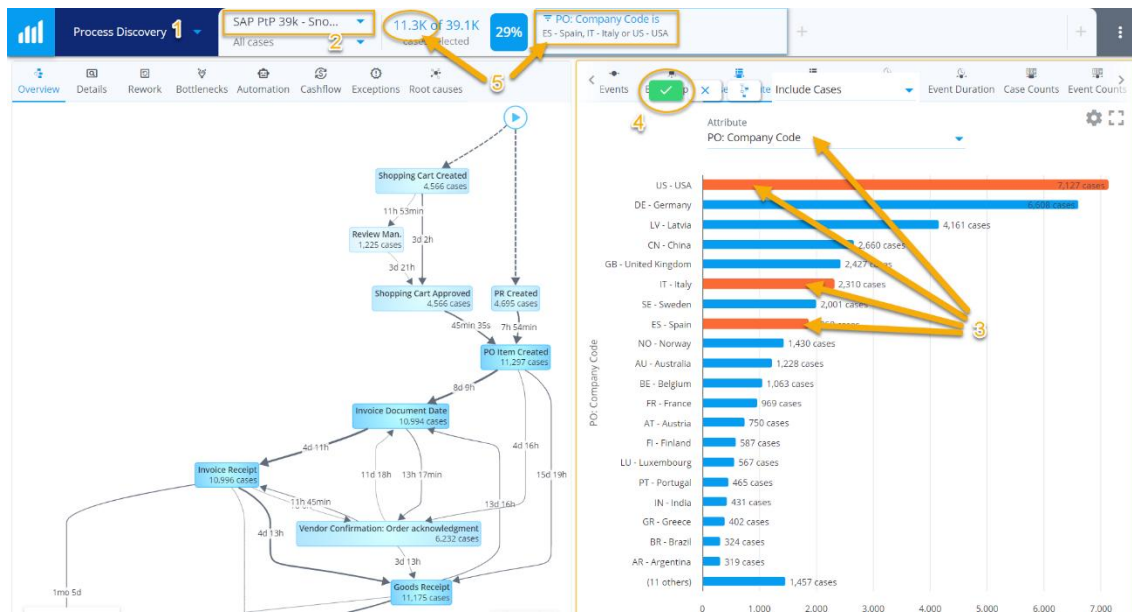 Process Discovery
1
SAP PtP 39k - Sno...
2
All cases
11.3K of 39.1K
cases selected
29%
PO: Company Code is
ES - Spain, IT - Italy or US - USA
5
Overview
Details
Rework
Bottlenecks
Automation
Cashflow
Exceptions
Root causes
Shopping Cart Created
4,566 cases
11h 53min
Review Man.
1,225 cases
3d 2h
3d 21h
Shopping Cart Approved
4,566 cases
PR Created
4,695 cases
45min 35s
7h 54min
PO Item Created
11,297 cases
8d 9h
Invoice Document Date
10,994 cases
4d 11h
4d 16h
11d 18h
13h 17min
15d 19h
Invoice Receipt
10,996 cases
11h 45min
13d 16h
Vendor Confirmation: Order acknowledgment
6,232 cases
4d 13h
3d 13h
Goods Receipt
11,175 cases
1mo 5d
Events
Include Cases
Event Duration
Case Counts
Event Counts
4
Attribute
PO: Company Code
PO: Company Code
US - USA
7,127 cases
DE - Germany
6,608 cases
LV - Latvia
4,161 cases
CN - China
2,660 cases
GB - United Kingdom
2,427 cases
IT - Italy
2,310 cases
SE - Sweden
2,001 cases
ES - Spain
cases
NO - Norway
1,430 cases
AU - Australia
1,228 cases
BE - Belgium
1,063 cases
FR - France
969 cases
AT - Austria
750 cases
FI - Finland
587 cases
LU - Luxembourg
567 cases
PT - Portugal
465 cases
IN - India
431 cases
GR - Greece
402 cases
BR - Brazil
324 cases
AR - Argentina
319 cases
(11 others)
1,457 cases
3
0
1,000
2,000
3,000
4,000
5,000
6,000
7,000